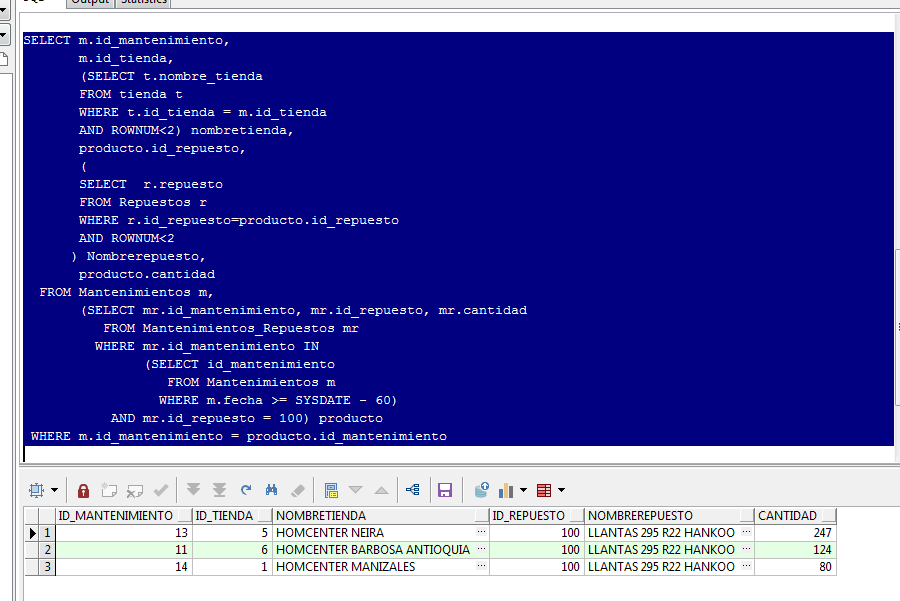 Output Statistics
SELECT m.id_mantenimiento,
m.id_tienda,
(SELECT t.nombre_tienda
FROM tienda t
WHERE t.id_tienda = m.id_tienda
AND ROWNUM<2) nombretienda,
producto.id_repuesto,
(
SELECT  r.repuesto
FROM Repuestos r
WHERE r.id_repuesto=producto.id_repuesto
AND ROWNUM<2
) Nombrerepuesto,
producto.cantidad
FROM Mantenimientos m,
(SELECT mr.id_mantenimiento, mr.id_repuesto, mr.cantidad
FROM Mantenimientos_Repuestos mr
WHERE mr.id_mantenimiento IN
(SELECT id_mantenimiento
FROM Mantenimientos m
WHERE m.fecha >= SYSDATE - 60)
AND mr.id_repuesto = 100) producto
WHERE m.id_mantenimiento = producto.id_mantenimiento
ID_MANTENIMIENTO ID_TIENDA NOMBRETIENDA ID_REPUESTO NOMBREREPUESTO CANTIDAD
1 13 5 HOMCENTER NEIRA ... 100 LLANTAS 295 R22 HANKOO ... 247
2 11 6 HOMCENTER BARBOSA ANTIOQUIA ... 100 LLANTAS 295 R22 HANKOO ... 124
3 14 1 HOMCENTER MANIZALES ... 100 LLANTAS 295 R22 HANKOO ... 80